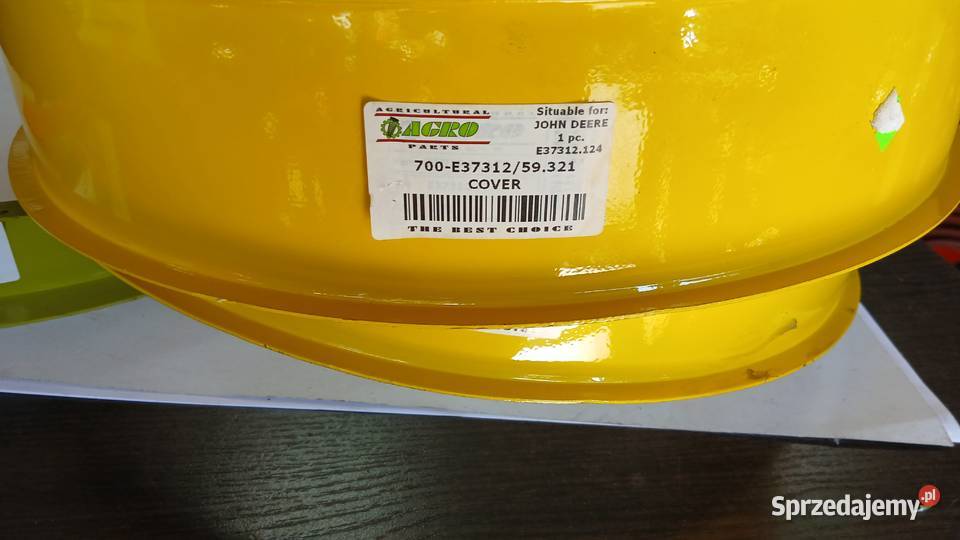 AGRICULTURAL
AGRO
PARTS
Situable for:
JOHN DEERE
1 pc.
E37312.124
700-E37312/59.321
COVER
THE BEST CHOICE
Sprzedajemy.pl